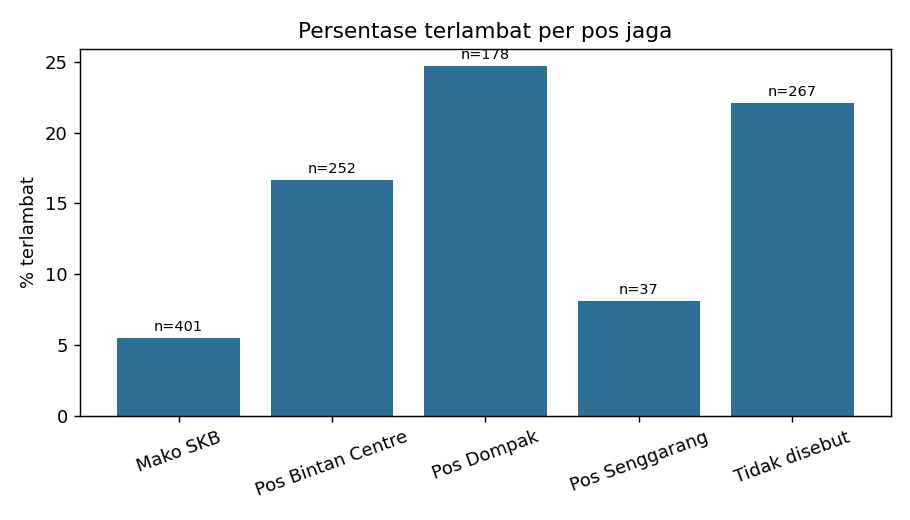 Persentase terlambat per pos jaga
% terlambat
25
20
15
10
5
0
n=401
n=252
n=178
n=37
n=267
Mako SKB
Pos Bintan Centre
Pos Dompak
Pos Senggarang
Tidak disebut